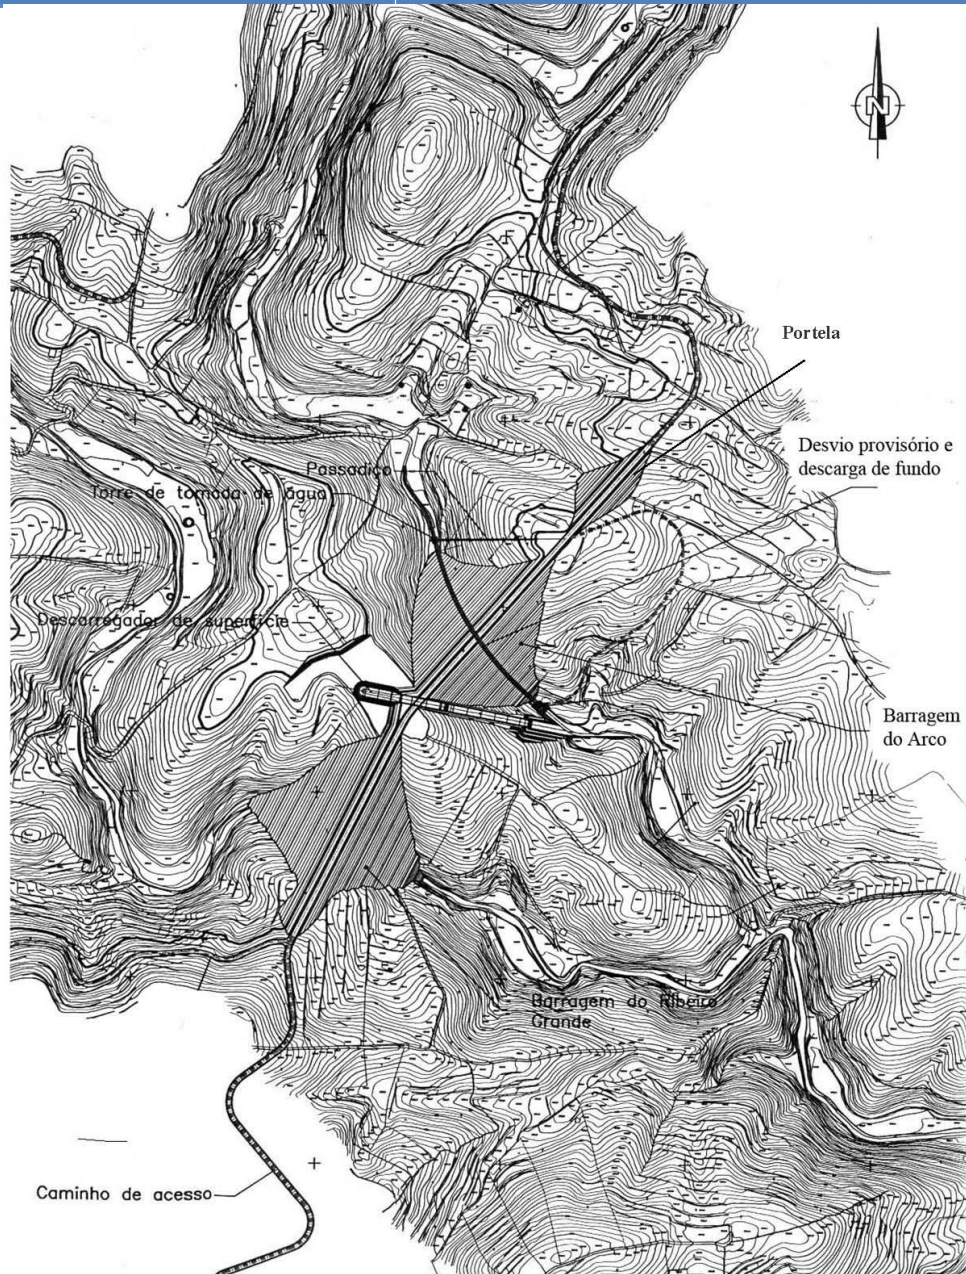 N
Portela
Desvio provisório e
descarga de fundo
Passadiço
Torre de tomada de água
Descarregador de superfície
Barragem
do Arco
Barragem do Ribeiro
Grande
Caminho de acesso